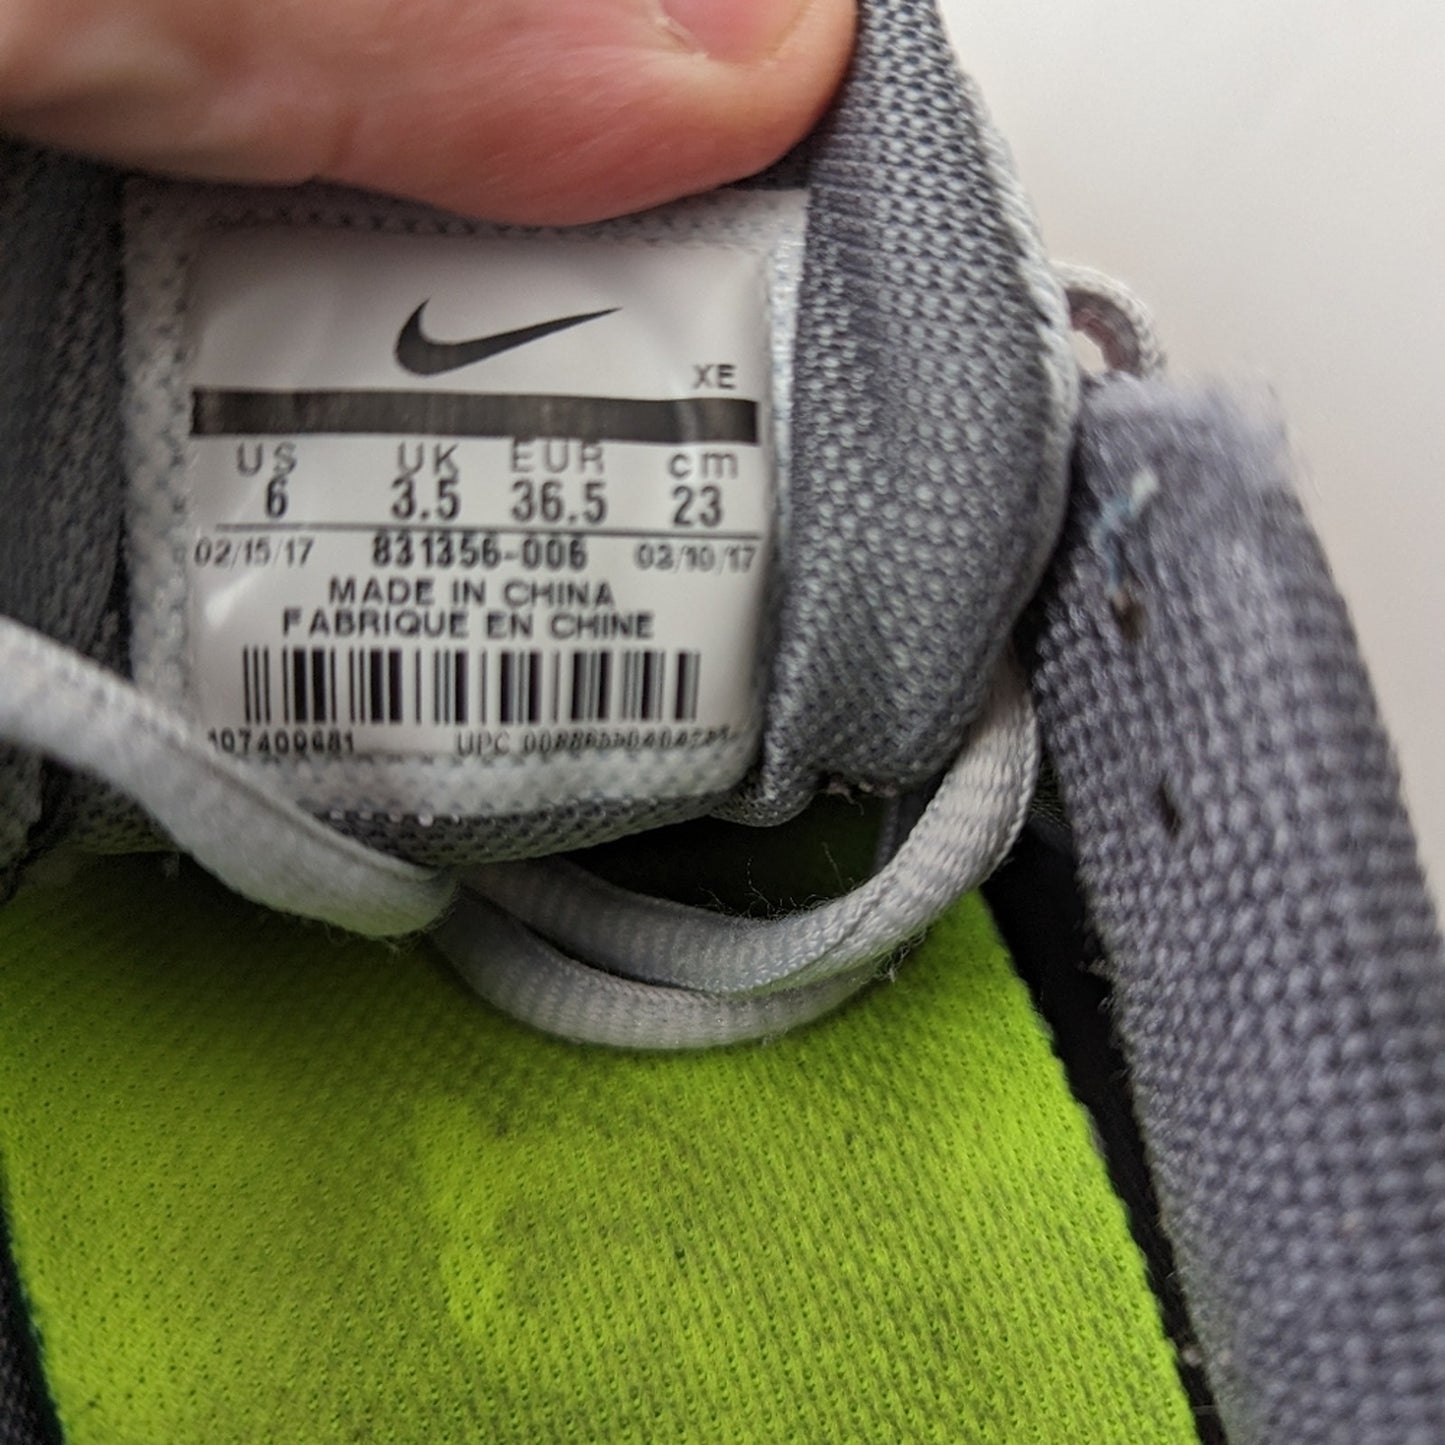 XE
US UK EUR cm
6 3.5 36.5 23
02/15/17 831356-006 03/10/17
MADE IN CHINA
FABRIQUE EN CHINE
107409681 UPC